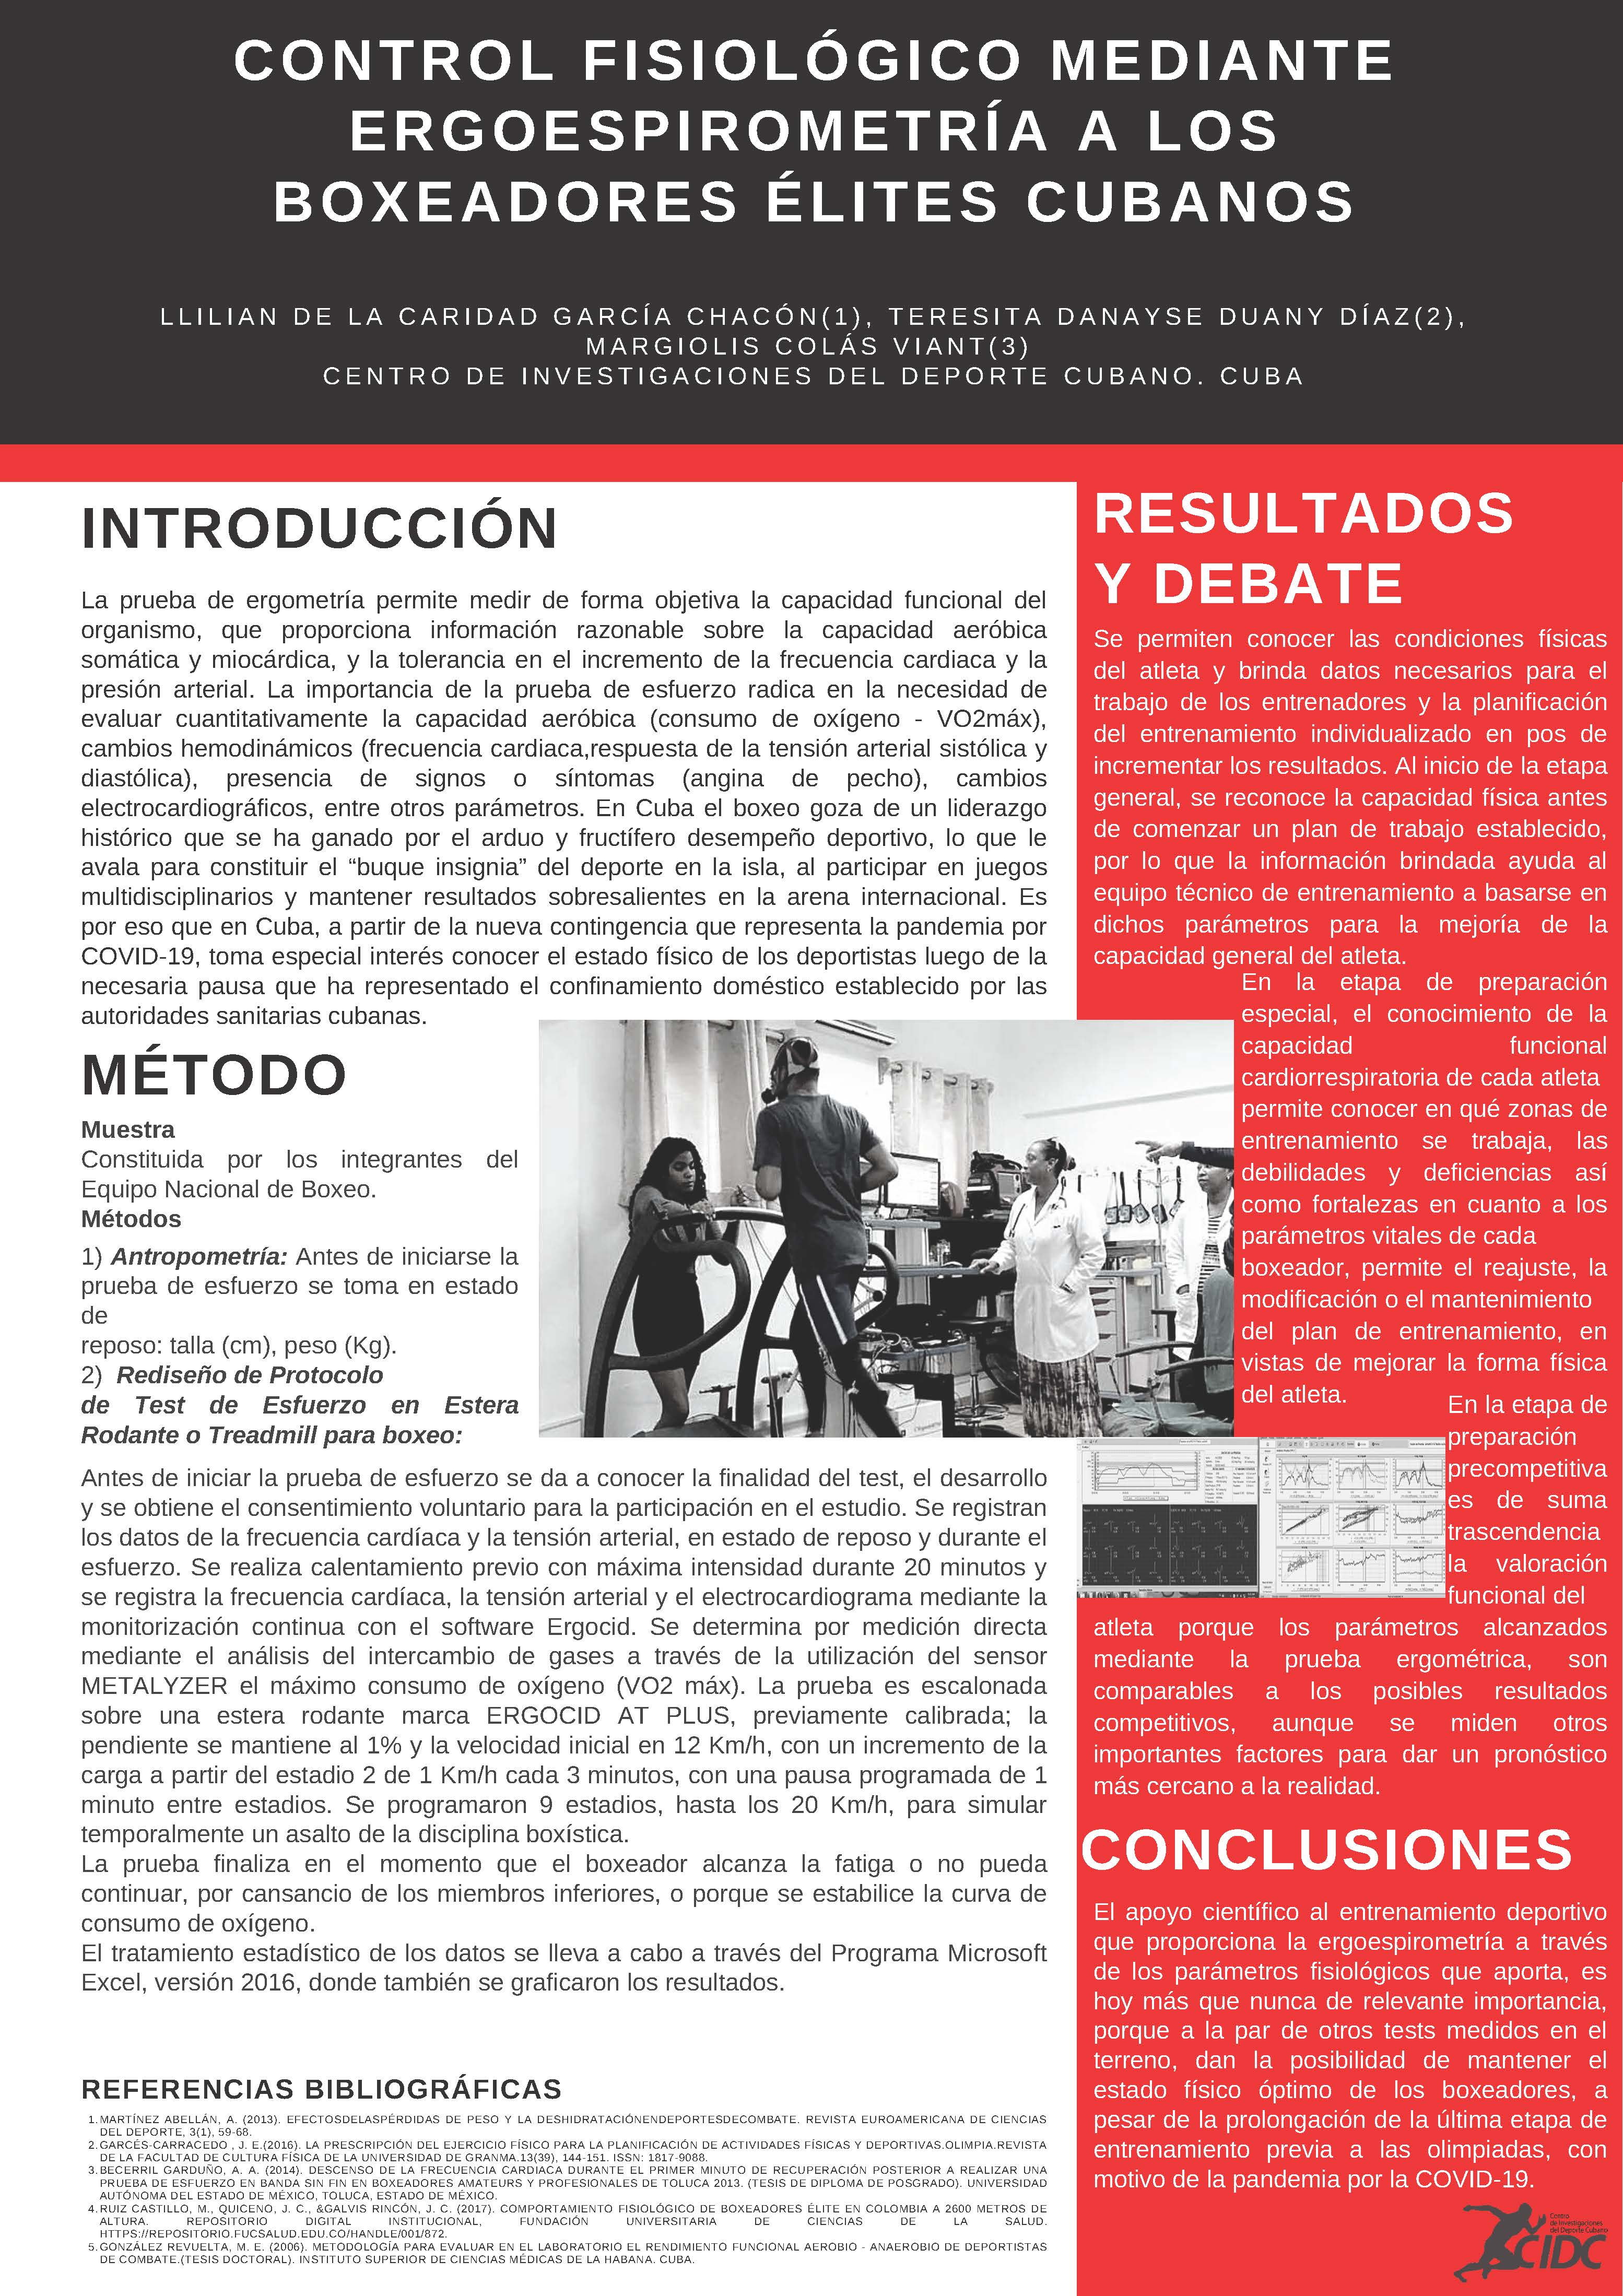 CONTROL FISIOLÓGICO MEDIANTE
ERGOESPIROMETRÍA A LOS
BOXEADORES ÉLITES CUBANOS
LLILIAN DE LA CARIDAD GARCÍA CHACÓN(1), TERESITA DANAYSE DUANY DÍAZ(2),
MARGIOLIS COLÁS VIANT(3)
CENTRO DE INVESTIGACIONES DEL DEPORTE CUBANO. CUBA
INTRODUCCIÓN
La prueba de ergometría permite medir de forma objetiva la capacidad funcional del
organismo, que proporciona información razonable sobre la capacidad aeróbica
somática y miocárdica, y la tolerancia en el incremento de la frecuencia cardiaca y la
presión arterial. La importancia de la prueba de esfuerzo radica en la necesidad de
evaluar cuantitativamente la capacidad aeróbica (consumo de oxígeno - VO2máx),
cambios hemodinámicos (frecuencia cardiaca,respuesta de la tensión arterial sistólica y
diastólica), presencia de signos o síntomas (angina de pecho), cambios
electrocardiográficos, entre otros parámetros. En Cuba el boxeo goza de un liderazgo
histórico que se ha ganado por el arduo y fructífero desempeño deportivo, lo que le
avala para constituir el “buque insignia” del deporte en la isla, al participar en juegos
multidisciplinarios y mantener resultados sobresalientes en la arena internacional. Es
por eso que en Cuba, a partir de la nueva contingencia que representa la pandemia por
COVID-19, toma especial interés conocer el estado físico de los deportistas luego de la
necesaria pausa que ha representado el confinamiento doméstico establecido por las
autoridades sanitarias cubanas.
MÉTODO
Muestra
Constituida por los integrantes del
Equipo Nacional de Boxeo.
Métodos
1) Antropometría: Antes de iniciarse la
prueba de esfuerzo se toma en estado
de
reposo: talla (cm), peso (Kg).
2) Rediseño de Protocolo
de Test de Esfuerzo en Estera
Rodante o Treadmill para boxeo:
Antes de iniciar la prueba de esfuerzo se da a conocer la finalidad del test, el desarrollo
y se obtiene el consentimiento voluntario para la participación en el estudio. Se registran
los datos de la frecuencia cardíaca y la tensión arterial, en estado de reposo y durante el
esfuerzo. Se realiza calentamiento previo con máxima intensidad durante 20 minutos y
se registra la frecuencia cardíaca, la tensión arterial y el electrocardiograma mediante la
monitorización continua con el software Ergocid. Se determina por medición directa
mediante el análisis del intercambio de gases a través de la utilización del sensor
METALYZER el máximo consumo de oxígeno (VO2 máx). La prueba es escalonada
sobre una estera rodante marca ERGOCID AT PLUS, previamente calibrada; la
pendiente se mantiene al 1% y la velocidad inicial en 12 Km/h, con un incremento de la
carga a partir del estadio 2 de 1 Km/h cada 3 minutos, con una pausa programada de 1
minuto entre estadios. Se programaron 9 estadios, hasta los 20 Km/h, para simular
temporalmente un asalto de la disciplina boxística.
La prueba finaliza en el momento que el boxeador alcanza la fatiga o no pueda
continuar, por cansancio de los miembros inferiores, o porque se estabilice la curva de
consumo de oxígeno.
El tratamiento estadístico de los datos se lleva a cabo a través del Programa Microsoft
Excel, versión 2016, donde también se graficaron los resultados.
REFERENCIAS BIBLIOGRÁFICAS
1. MARTÍNEZ ABELLÁN, A. (2013). EFECTOSDELASPÉRDIDAS DE PESO Y LA DESHIDRATACIÓNENDEPORTESDECOMBATE. REVISTA EUROAMERICANA DE CIENCIAS
DEL DEPORTE, 3(1), 59-68.
2. GARCÉS-CARRACEDO , J. E.(2016). LA PRESCRIPCIÓN DEL EJERCICIO FÍSICO PARA LA PLANIFICACIÓN DE ACTIVIDADES FÍSICAS Y DEPORTIVAS.OLIMPIA.REVISTA
DE LA FACULTAD DE CULTURA FÍSICA DE LA UNIVERSIDAD DE GRANMA.13(39), 144-151. ISSN: 1817-9088.
3. BECERRIL GARDUÑO, A. A. (2014). DESCENSO DE LA FRECUENCIA CARDIACA DURANTE EL PRIMER MINUTO DE RECUPERACIÓN POSTERIOR A REALIZAR UNA
PRUEBA DE ESFUERZO EN BANDA SIN FIN EN BOXEADORES AMATEURS Y PROFESIONALES DE TOLUCA 2013. (TESIS DE DIPLOMA DE POSGRADO). UNIVERSIDAD
AUTÓNOMA DEL ESTADO DE MÉXICO, TOLUCA, ESTADO DE MÉXICO.
4. RUIZ CASTILLO, M., QUICENO, J. C., &GALVIS RINCÓN, J. C. (2017). COMPORTAMIENTO FISIOLÓGICO DE BOXEADORES ÉLITE EN COLOMBIA A 2600 METROS DE
ALTURA. REPOSITORIO DIGITAL INSTITUCIONAL, FUNDACIÓN UNIVERSITARIA DE CIENCIAS DE LA SALUD.
HTTPS://REPOSITORIO.FUCSALUD.EDU.CO/HANDLE/001/872.
5. GONZÁLEZ REVUELTA, M. E. (2006). METODOLOGÍA PARA EVALUAR EN EL LABORATORIO EL RENDIMIENTO FUNCIONAL AEROBIO - ANAEROBIO DE DEPORTISTAS
DE COMBATE.(TESIS DOCTORAL). INSTITUTO SUPERIOR DE CIENCIAS MÉDICAS DE LA HABANA. CUBA.
RESULTADOS
Y DEBATE
Se permiten conocer las condiciones físicas
del atleta y brinda datos necesarios para el
trabajo de los entrenadores y la planificación
del entrenamiento individualizado en pos de
incrementar los resultados. Al inicio de la etapa
general, se reconoce la capacidad física antes
de comenzar un plan de trabajo establecido,
por lo que la información brindada ayuda al
equipo técnico de entrenamiento a basarse en
dichos parámetros para la mejoría de la
capacidad general del atleta.
En la etapa de preparación
especial, el conocimiento de la
capacidad funcional
cardiorrespiratoria de cada atleta
permite conocer en qué zonas de
entrenamiento se trabaja, las
debilidades y deficiencias así
como fortalezas en cuanto a los
parámetros vitales de cada
boxeador, permite el reajuste, la
modificación o el mantenimiento
del plan de entrenamiento, en
vistas de mejorar la forma física
del atleta.
En la etapa de
preparación
precompetitiva
es de suma
trascendencia
la valoración
funcional del
atleta porque los parámetros alcanzados
mediante la prueba ergométrica, son
comparables a los posibles resultados
competitivos, aunque se miden otros
importantes factores para dar un pronóstico
más cercano a la realidad.
CONCLUSIONES
El apoyo científico al entrenamiento deportivo
que proporciona la ergoespirometría a través
de los parámetros fisiológicos que aporta, es
hoy más que nunca de relevante importancia,
porque a la par de otros tests medidos en el
terreno, dan la posibilidad de mantener el
estado físico óptimo de los boxeadores, a
pesar de la prolongación de la última etapa de
entrenamiento previa a las olimpiadas, con
motivo de la pandemia por la COVID-19.
Centro
de Investigaciones
del Deporte Cubano
CIDC